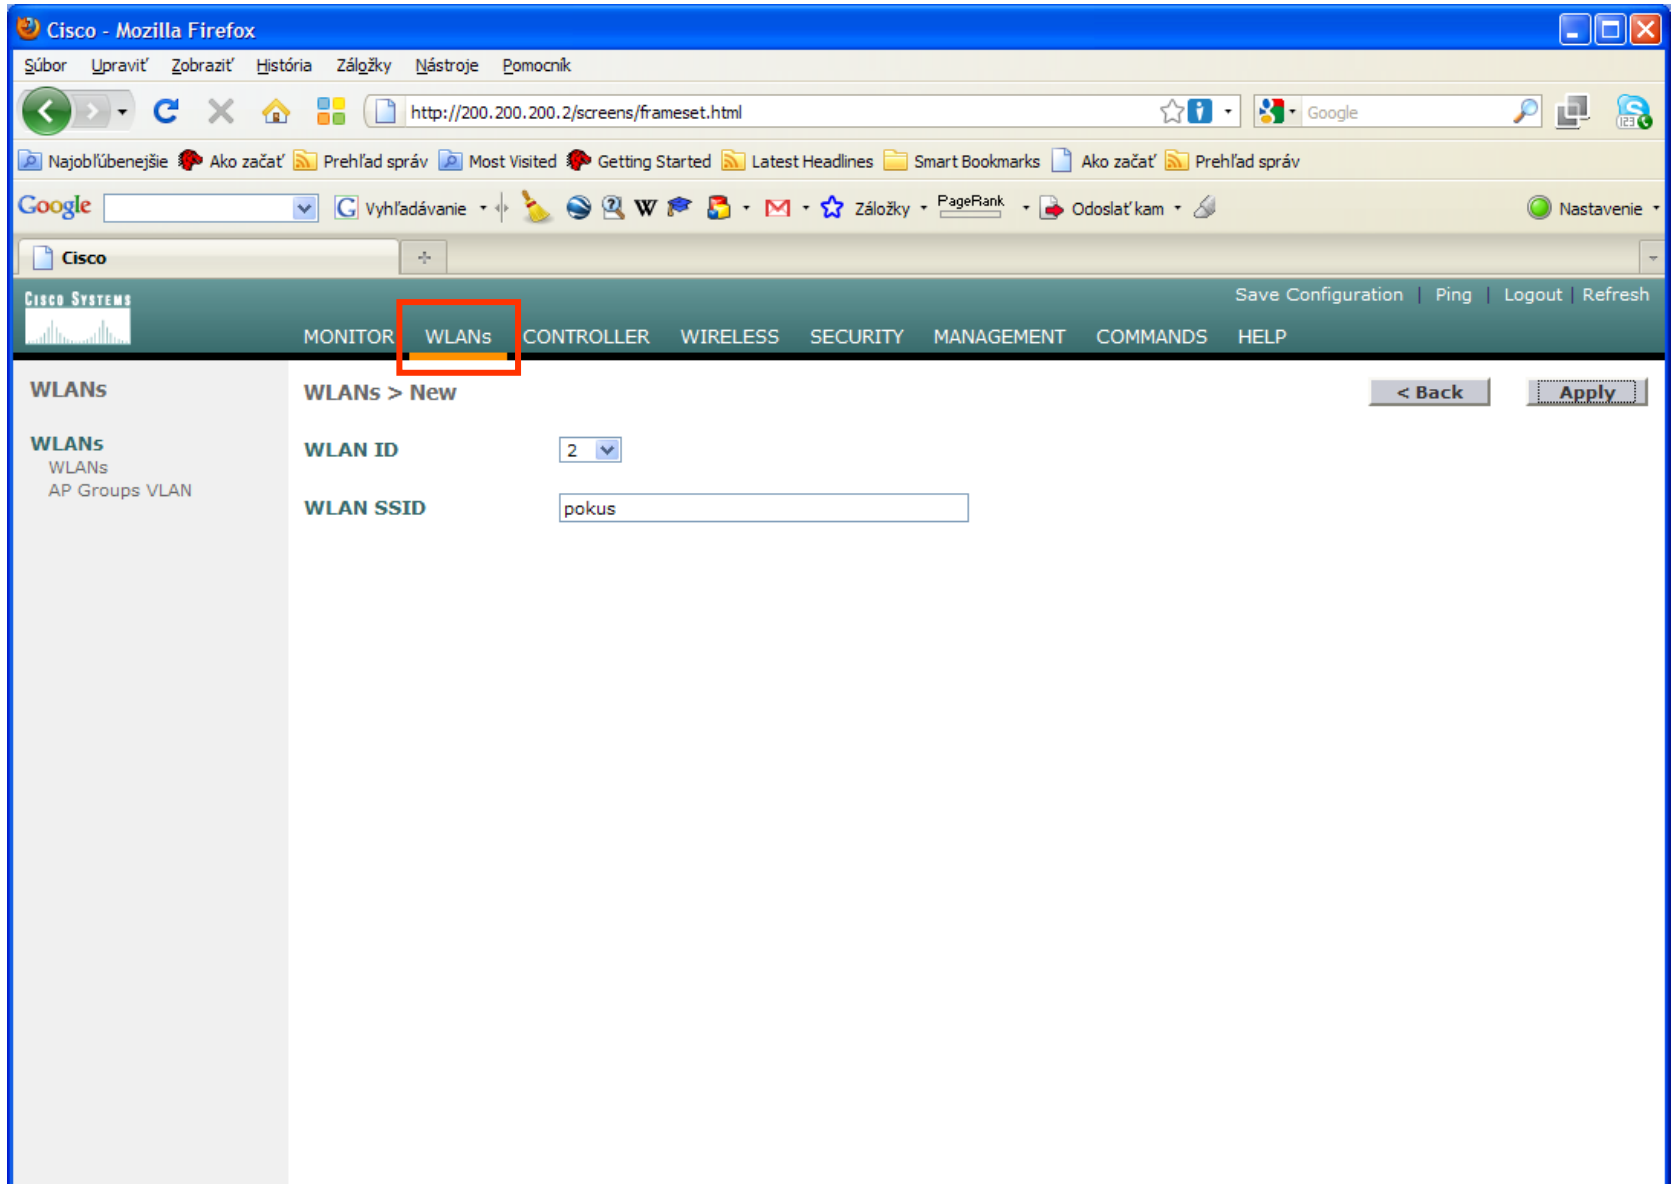 Cisco - Mozilla Firefox
Súbor Upraviť Zobraziť História Záložky Nástroje Pomocník
http://200.200.200.2/screens/frameset.html Google
Najobľúbenejšie Ako začať Prehľad správ Most Visited Getting Started Latest Headlines Smart Bookmarks Ako začať Prehľad správ
Google G Vyhľadávanie W Záložky PageRank Odoslať kam Nastavenie
Cisco
CISCO SYSTEMS
Save Configuration | Ping | Logout | Refresh
MONITOR WLANs CONTROLLER WIRELESS SECURITY MANAGEMENT COMMANDS HELP
WLANs
WLANs
WLANs
AP Groups VLAN
WLANs > New < Back Apply
WLAN ID 2
WLAN SSID pokus